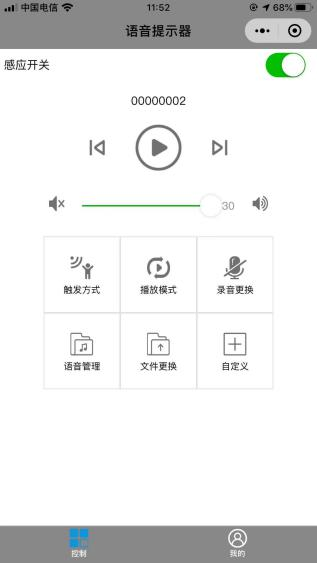 中国电信
11:52
68%
语音提示器
感应开关
00000002
30
触发方式
播放模式
录音更换
语音管理
文件更换
自定义
控制
我的